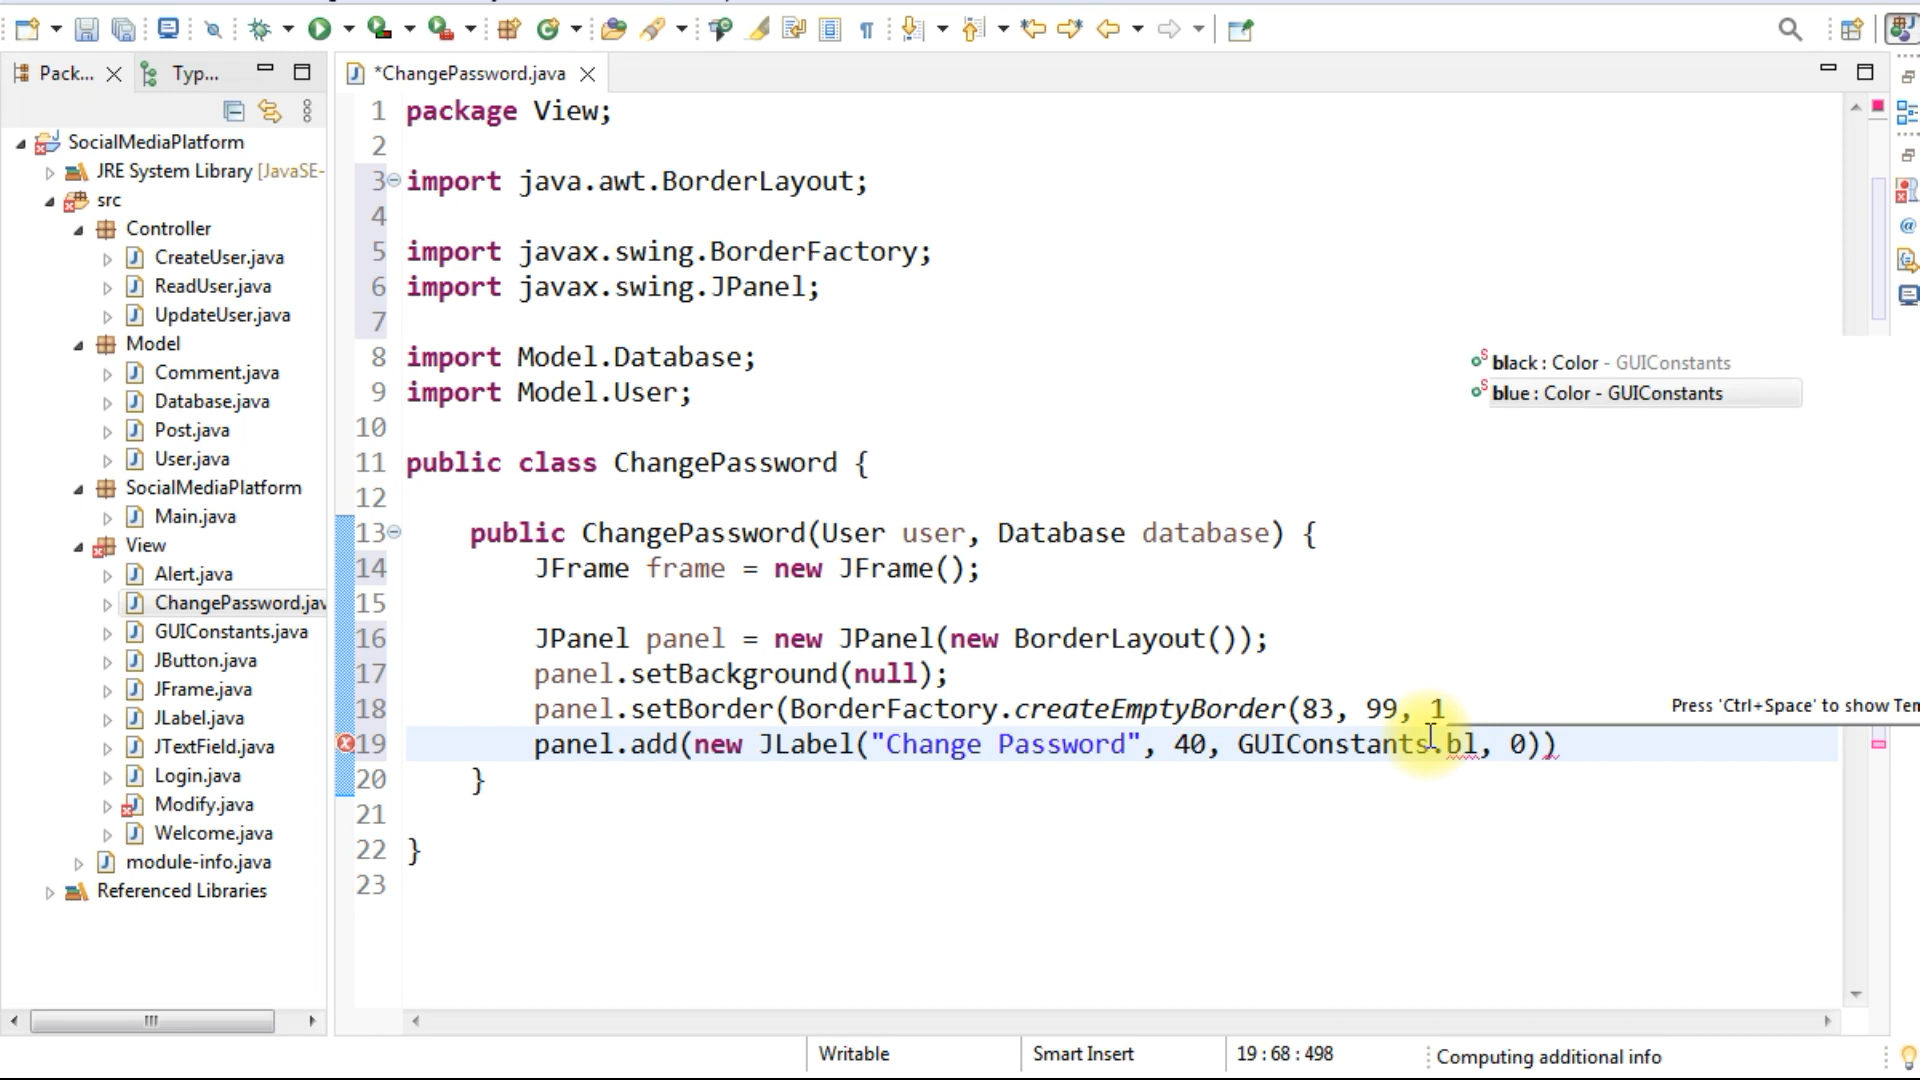 Pack...
Typ...
*ChangePassword.java
SocialMediaPlatform
JRE System Library [JavaSE-
src
Controller
CreateUser.java
ReadUser.java
UpdateUser.java
Model
Comment.java
Database.java
Post.java
User.java
SocialMediaPlatform
Main.java
View
Alert.java
ChangePassword.jav
GUIConstants.java
JButton.java
JFrame.java
JLabel.java
JTextField.java
Login.java
Modify.java
Welcome.java
module-info.java
Referenced Libraries
1 package View;
2
3 import java.awt.BorderLayout;
4
5 import javax.swing.BorderFactory;
6 import javax.swing.JPanel;
7
8 import Model.Database;
9 import Model.User;
10
11 public class ChangePassword {
12
13 public ChangePassword(User user, Database database) {
14 JFrame frame = new JFrame();
15
16 JPanel panel = new JPanel(new BorderLayout());
17 panel.setBackground(null);
18 panel.setBorder(BorderFactory.createEmptyBorder(83, 99, 1
19 panel.add(new JLabel("Change Password", 40, GUIConstants.bl, 0))
20 }
21
22 }
23
black : Color - GUIConstants
blue : Color - GUIConstants
Press 'Ctrl+Space' to show Tem
Writable
Smart Insert
19 : 68 : 498
Computing additional info